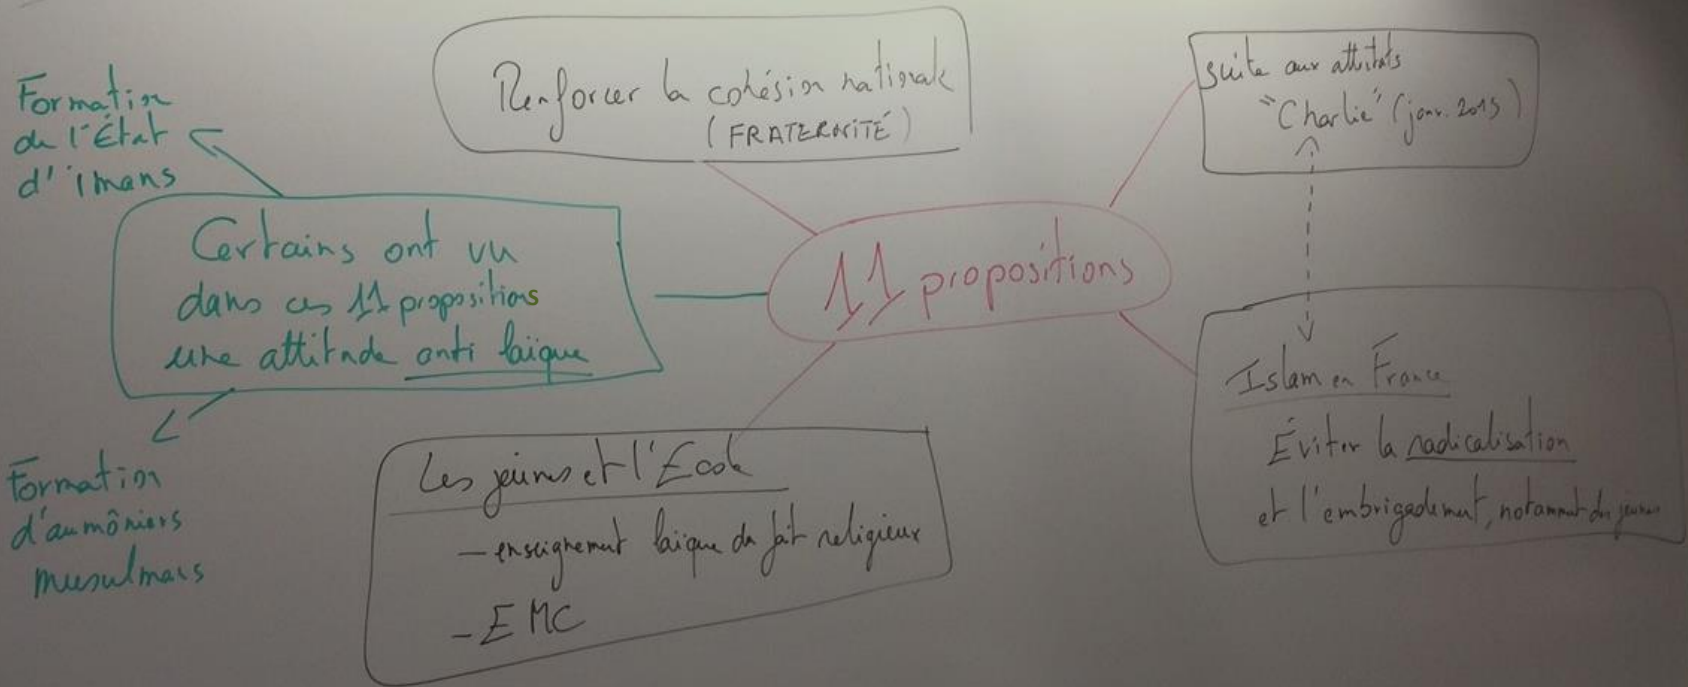 Renforcer la cohésion nationale
(FRATERNITÉ)
suite aux attentats
"Charlie" (janv. 2015)
Formation
de l'État
d'imans
Certains ont vu
dans ces 11 propositions
une attitude anti laïque
11 propositions
Islam en France
Éviter la radicalisation
et l'embrigadement, notamment des jeunes
Formation
d'aumôniers
musulmans
Les jeunes et l'École
- enseignement laïque du fait religieux
- EMC